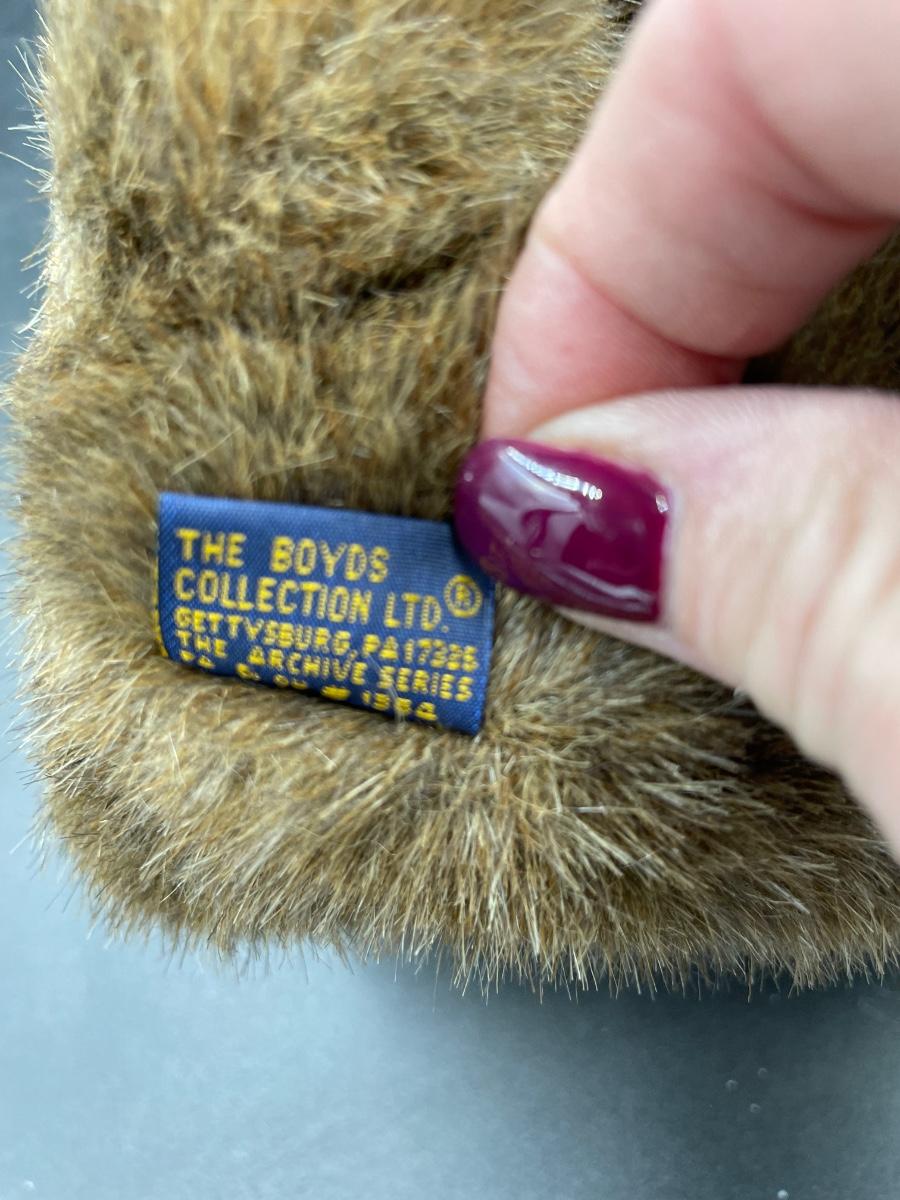 THE BOYDS
COLLECTION LTD.®
GETTYSBURG, PA 17325
THE ARCHIVE SERIES